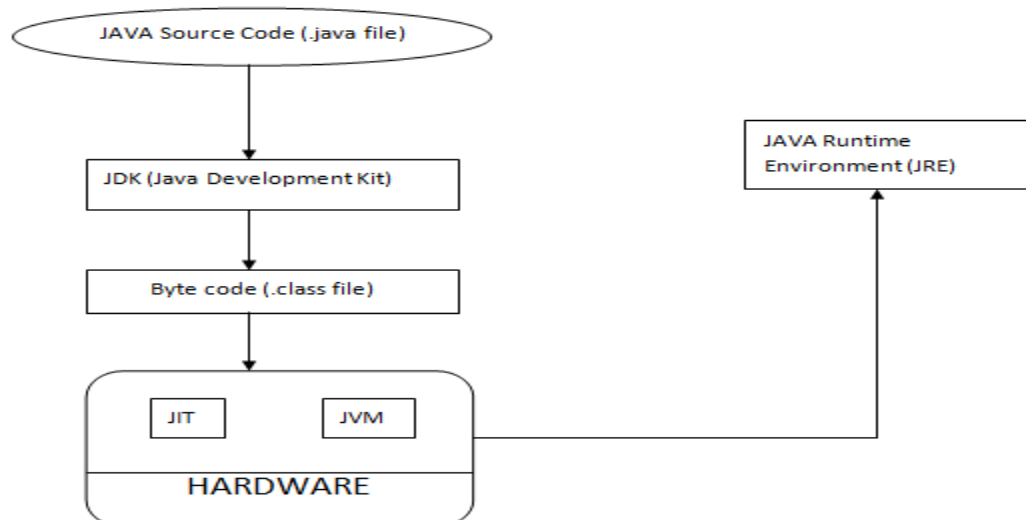 JAVA Source Code (.java file)
JAVA Runtime
Environment (JRE)
JDK (Java Development Kit)
Byte code (.class file)
JIT
JVM
HARDWARE